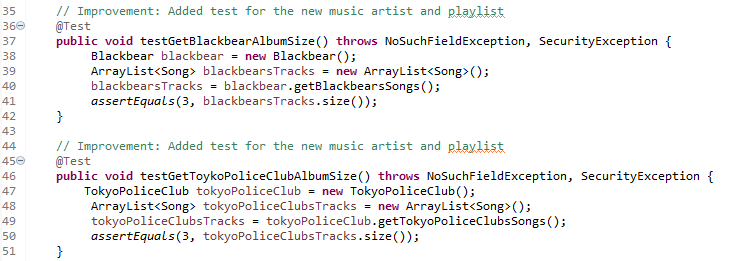 35 // Improvement: Added test for the new music artist and playlist
36 @Test
37 public void testGetBlackbearAlbumSize() throws NoSuchFieldException, SecurityException {
38 Blackbear blackbear = new Blackbear();
39 ArrayList<Song> blackbearsTracks = new ArrayList<Song>();
40 blackbearsTracks = blackbear.getBlackbearsSongs();
41 assertEquals(3, blackbearsTracks.size());
42 }
43
44 // Improvement: Added test for the new music artist and playlist
45 @Test
46 public void testGetToykoPoliceClubAlbumSize() throws NoSuchFieldException, SecurityException {
47 TokyoPoliceClub tokyoPoliceClub = new TokyoPoliceClub();
48 ArrayList<Song> tokyoPoliceClubsTracks = new ArrayList<Song>();
49 tokyoPoliceClubsTracks = tokyoPoliceClub.getTokyoPoliceClubsSongs();
50 assertEquals(3, tokyoPoliceClubsTracks.size());
51 }